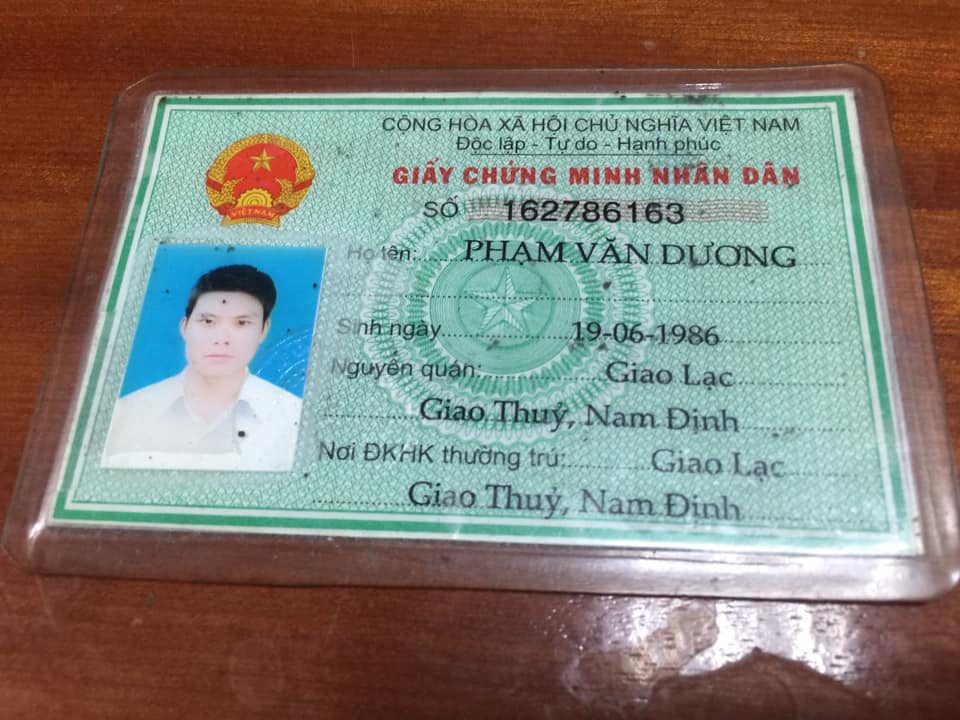 CỘNG HÒA XÃ HỘI CHỦ NGHĨA VIỆT NAM
Độc lập - Tự do - Hạnh phúc
GIẤY CHỨNG MINH NHÂN DÂN
SỐ 162786163
VIỆT NAM
Họ tên: PHẠM VĂN DƯƠNG
Sinh ngày 19-06-1986
Nguyên quán: Giao Lạc
Giao Thuỷ, Nam Định
Nơi ĐKHK thường trú: Giao Lạc
Giao Thuỷ, Nam Định